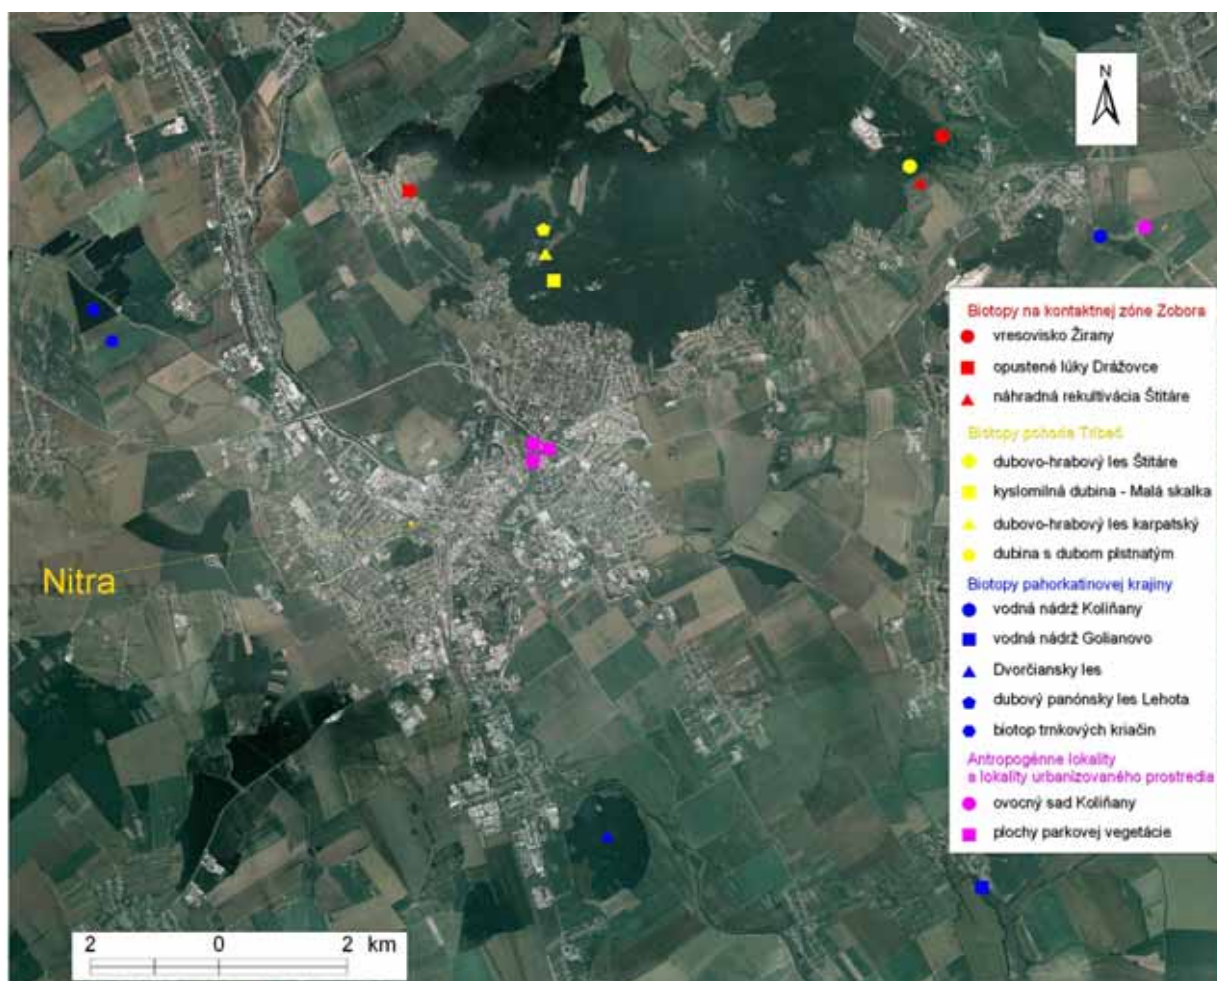 N
Biotopy na kontaktnej zóne Zobora
vresovisko Žirany
opustené lúky Drážovce
náhradná rekultivácia Štitáre
Biotopy pohoria Tribeč
dubovo-hrabový les Štitáre
kyslomilná dubina - Malá skalka
dubovo-hrabový les karpatský
dubina s dubom plstnatým
Nitra
Biotopy pahorkatinovej krajiny
vodná nádrž Kolíňany
vodná nádrž Golianovo
Dvorčiansky les
dubový panónsky les Lehota
biotop trnkových kriačin
Antropogénne lokality
a lokality urbanizovaného prostredia
ovocný sad Kolíňany
plochy parkovej vegetácie
2 0 2 km